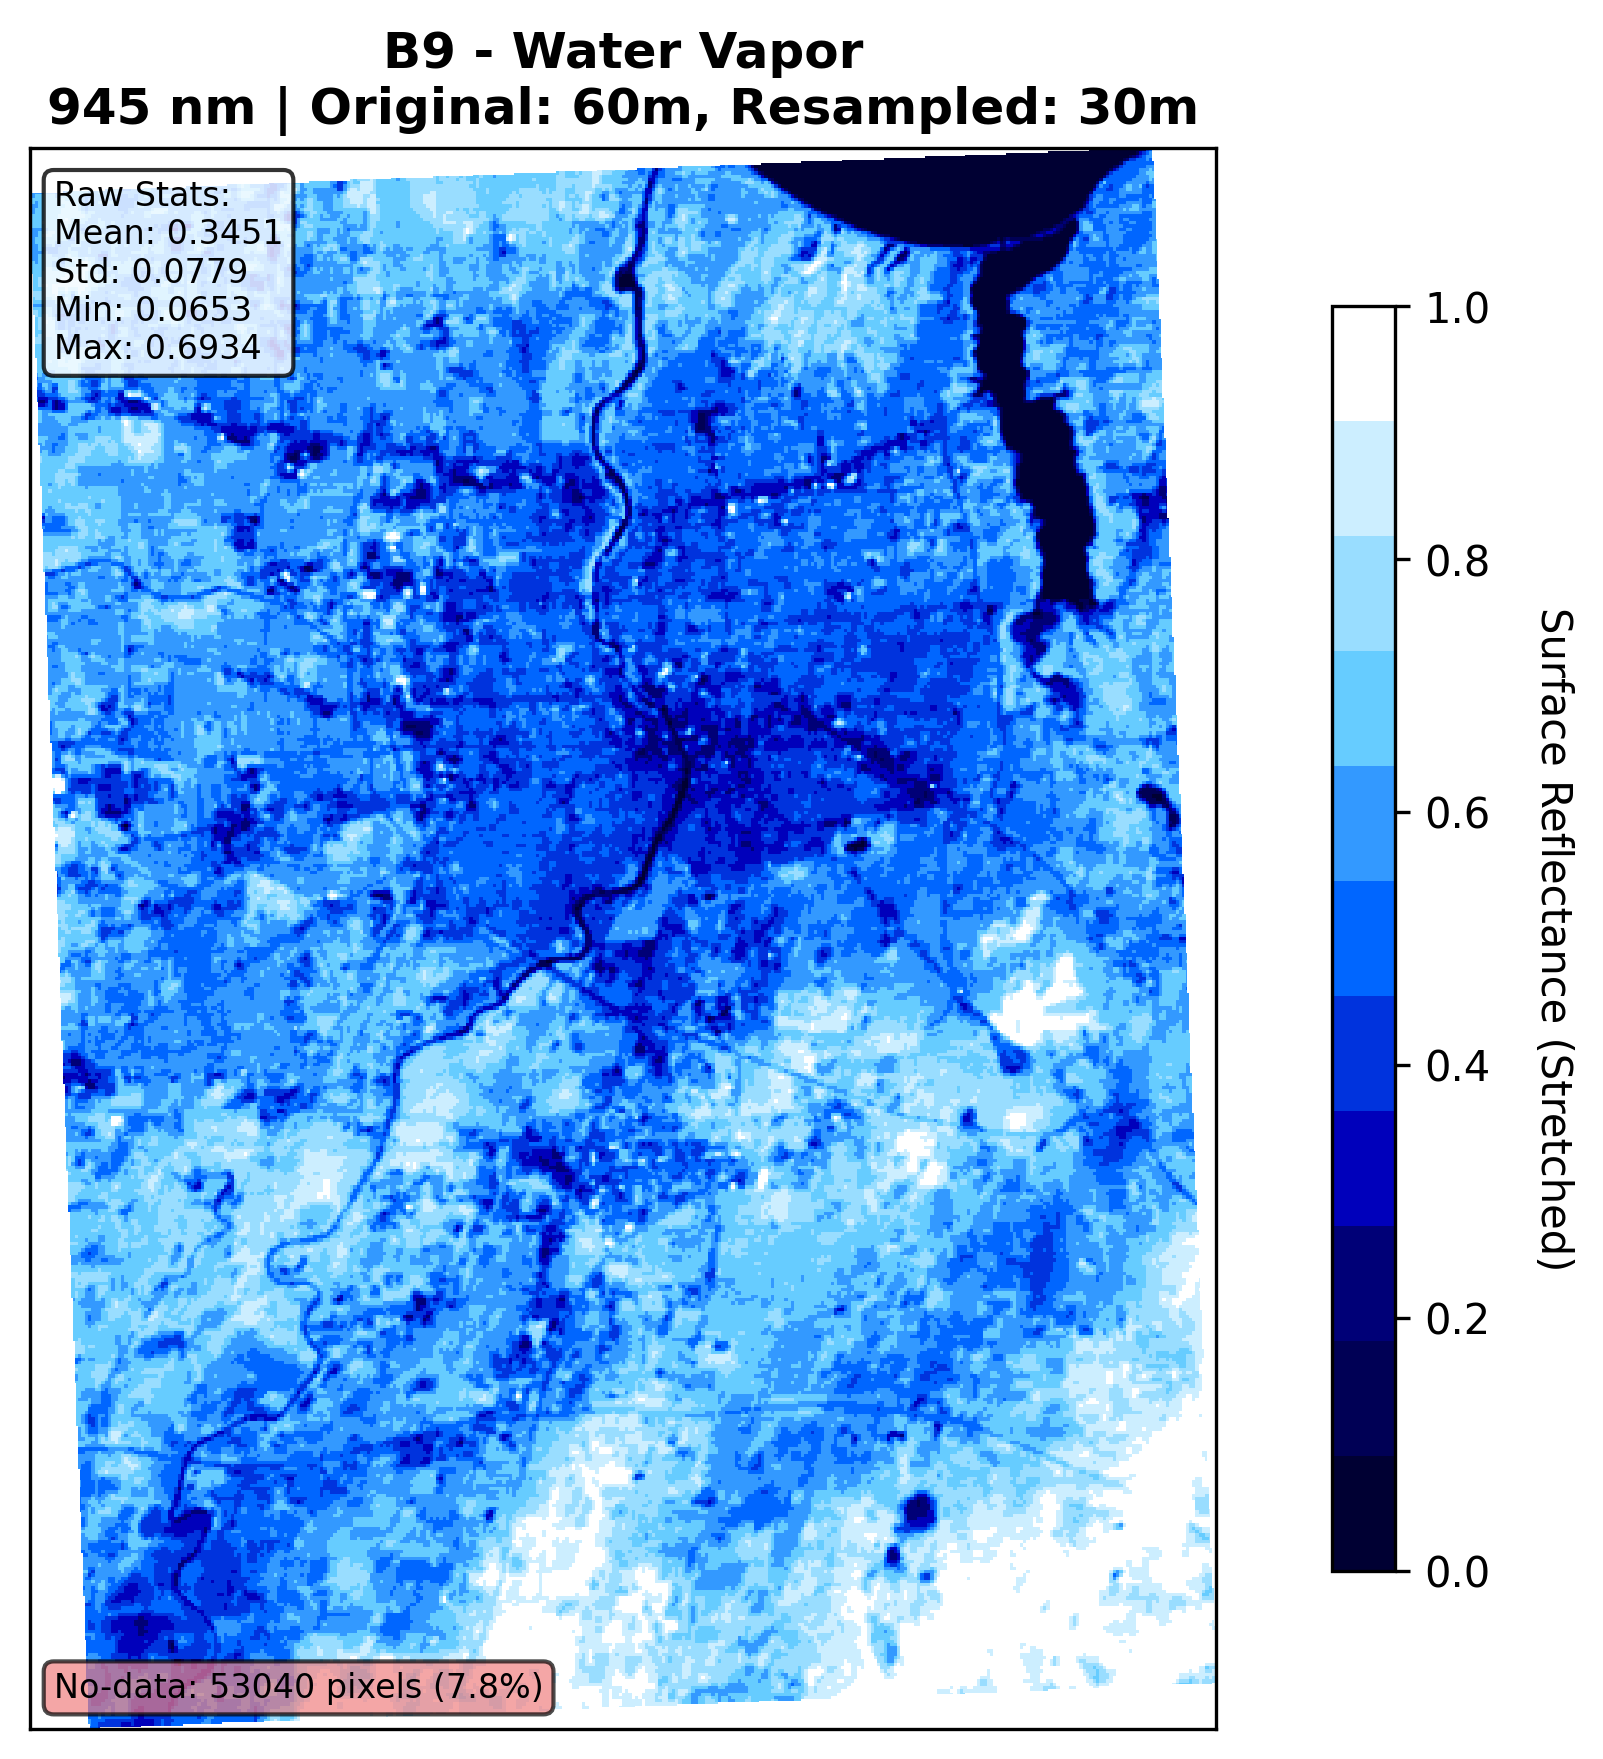 B9 - Water Vapor
945 nm | Original: 60m, Resampled: 30m
Raw Stats:
Mean: 0.3451
Std: 0.0779
Min: 0.0653
Max: 0.6934
No-data: 53040 pixels (7.8%)
1.0
0.8
0.6
0.4
0.2
0.0
Surface Reflectance (Stretched)